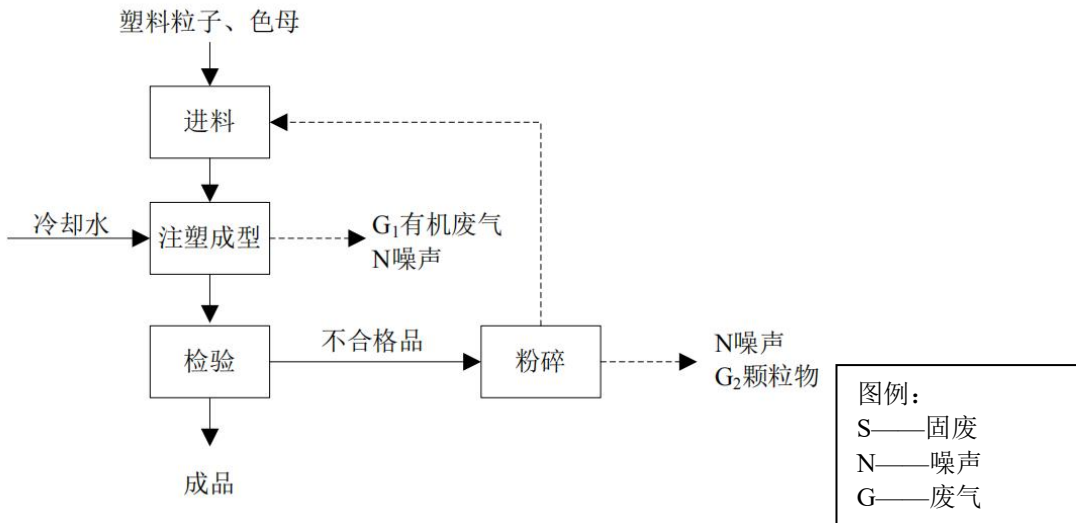 塑料粒子、色母
进料
冷却水
注塑成型
G₁有机废气
N噪声
检验
不合格品
粉碎
N噪声
G₂颗粒物
成品
图例：
S——固废
N——噪声
G——废气